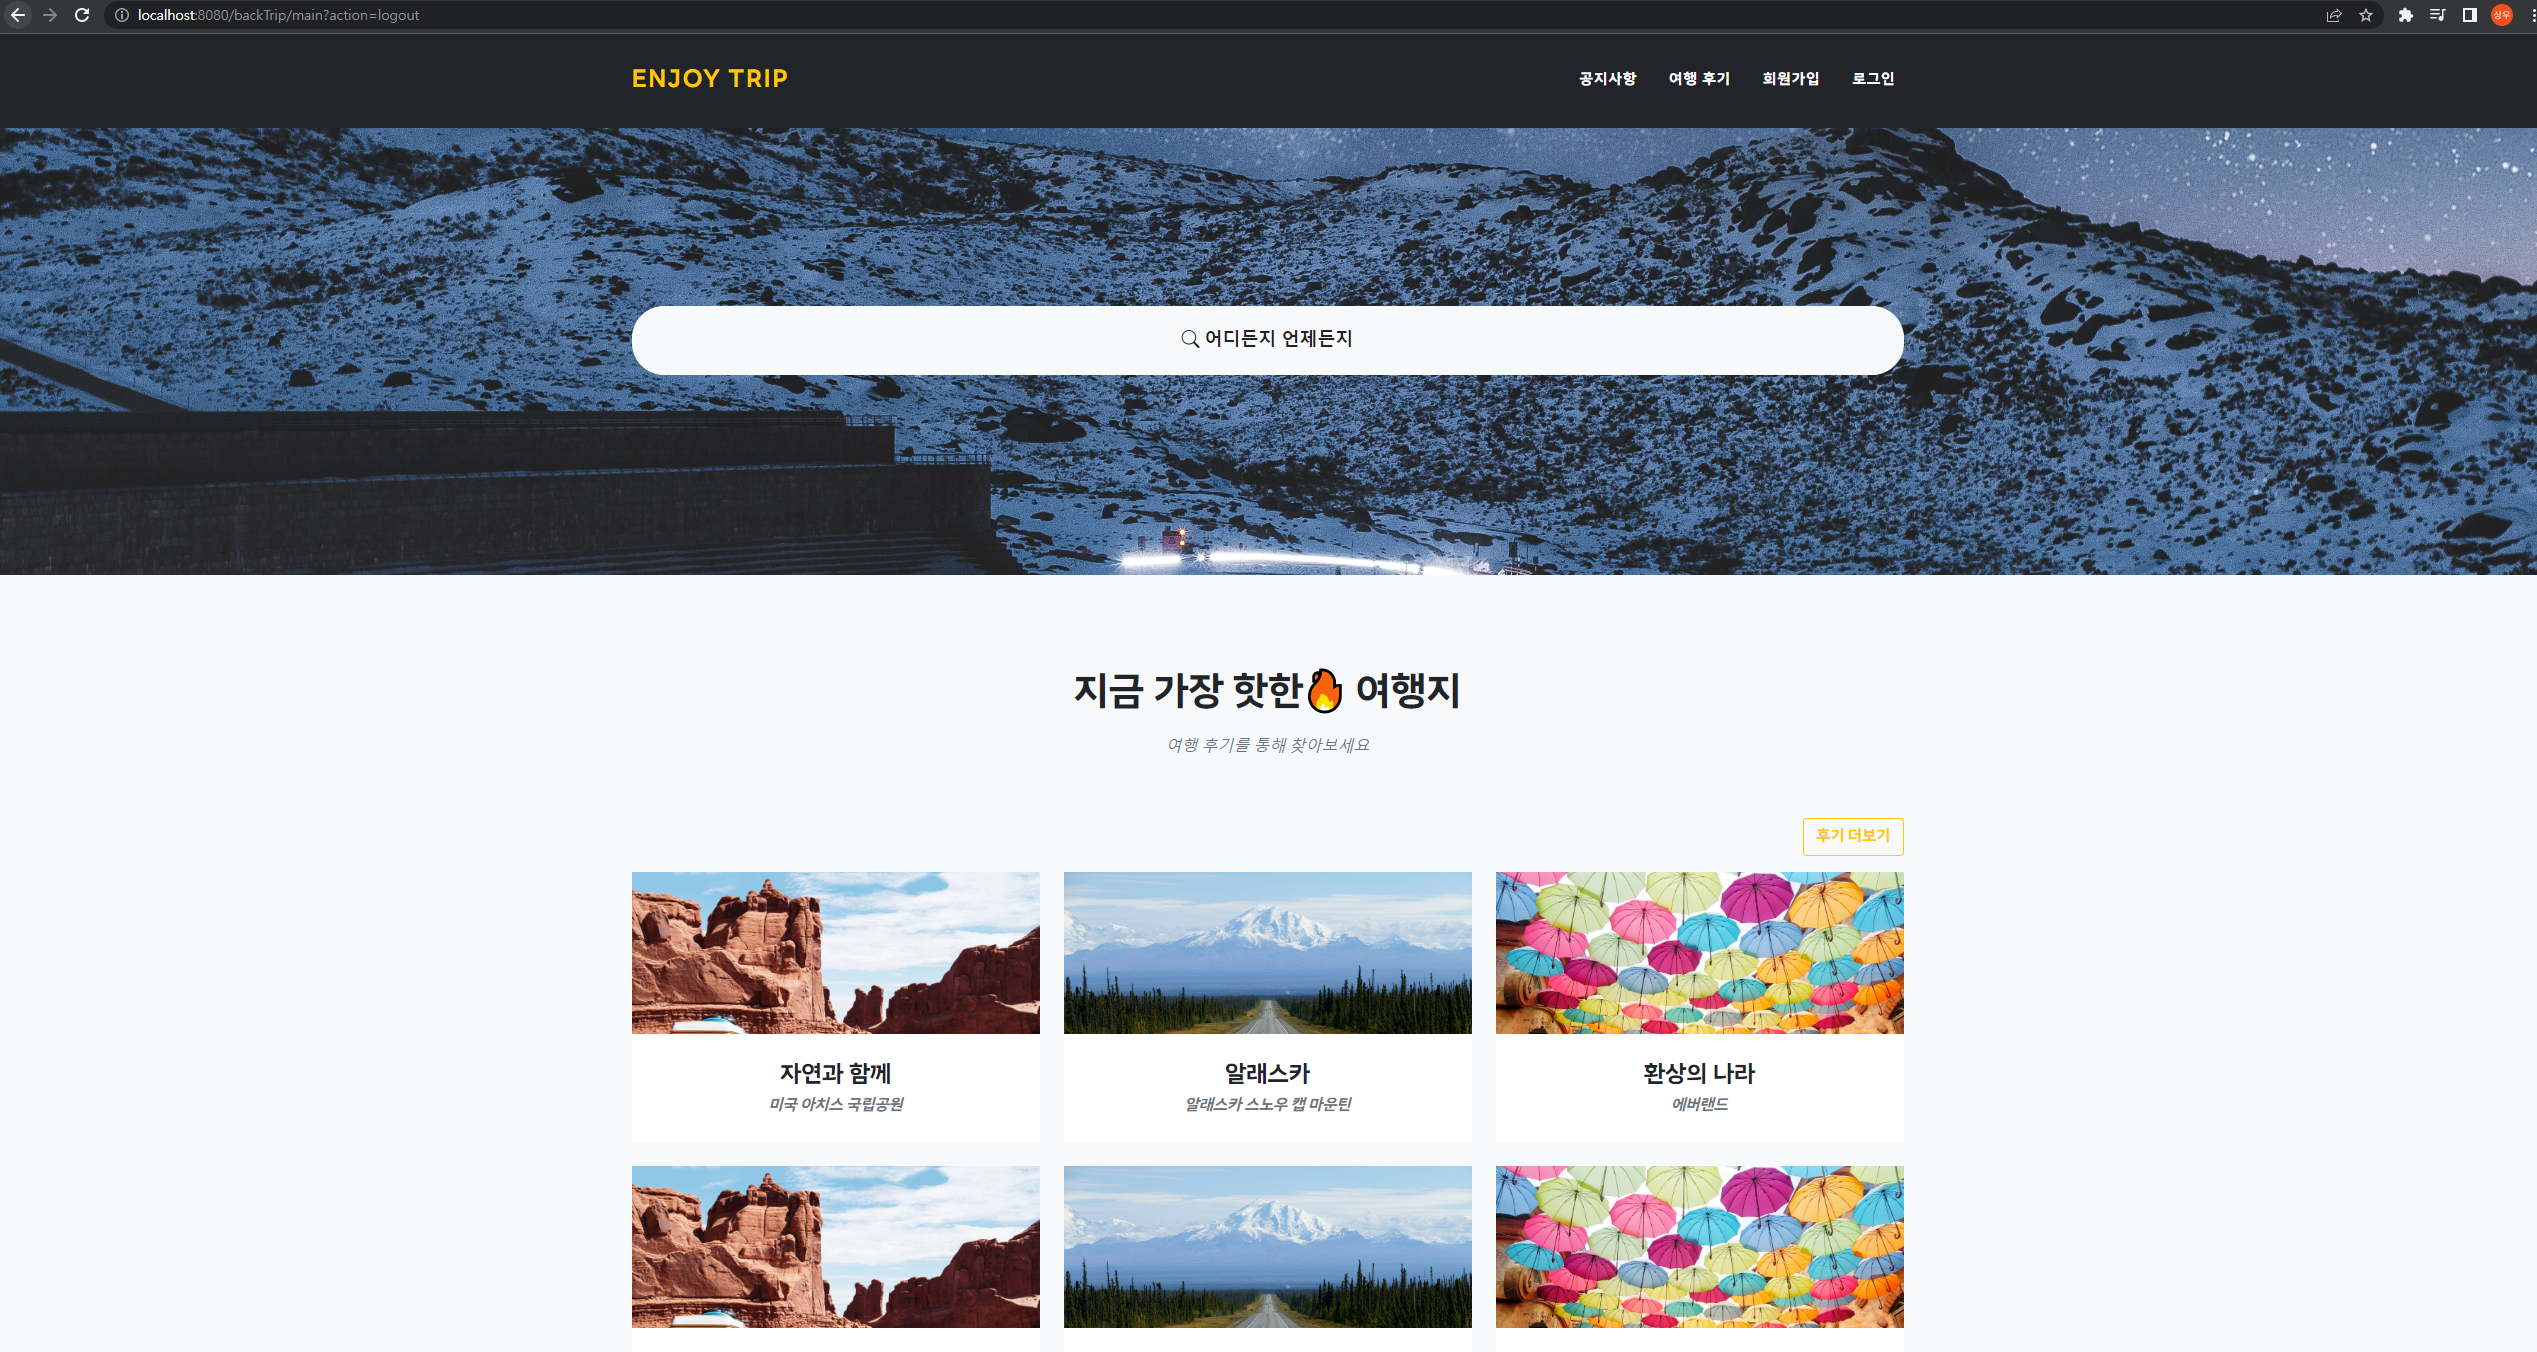 localhost:8080/backTrip/main?action=logout
상우
ENJOY TRIP
공지사항 여행 후기 회원가입 로그인
어디든지 언제든지
지금 가장 핫한🔥 여행지
여행 후기를 통해 찾아보세요
후기 더보기
자연과 함께
미국 아치스 국립공원
알래스카
알래스카 스노우 캡 마운틴
환상의 나라
에버랜드